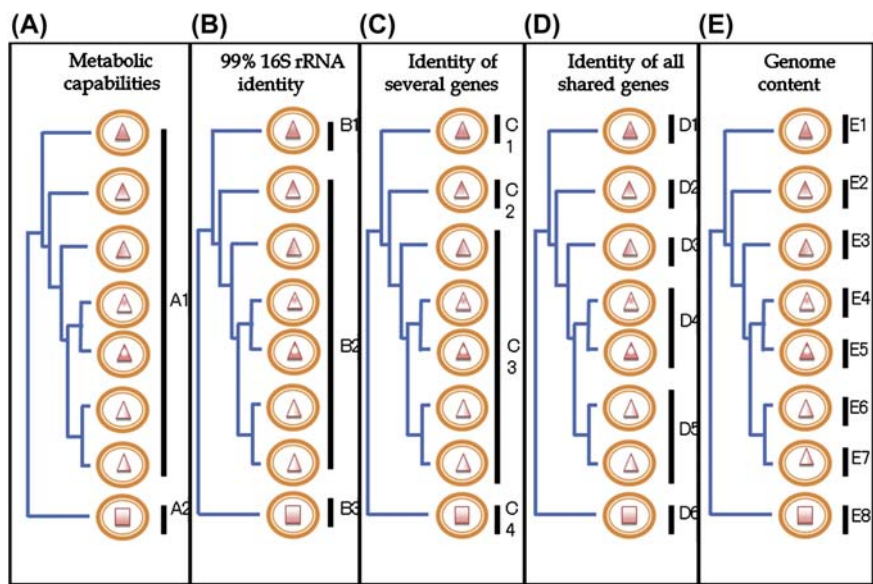 (A)
Metabolic
capabilities
A1
A2
(B)
99% 16S rRNA
identity
B1
B2
B3
(C)
Identity of
several genes
C
1
C
2
C
3
C
4
(D)
Identity of all
shared genes
D1
D2
D3
D4
D5
D6
(E)
Genome
content
E1
E2
E3
E4
E5
E6
E7
E8